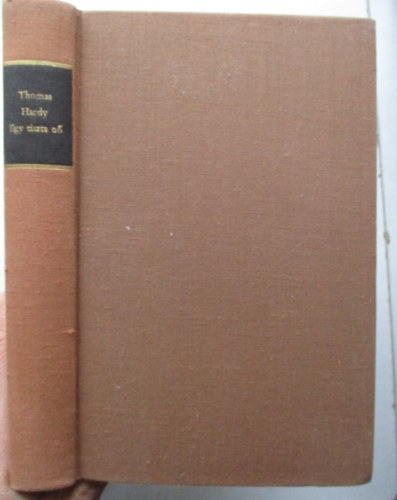 Thomas
Hardy
Egy tiszta nő